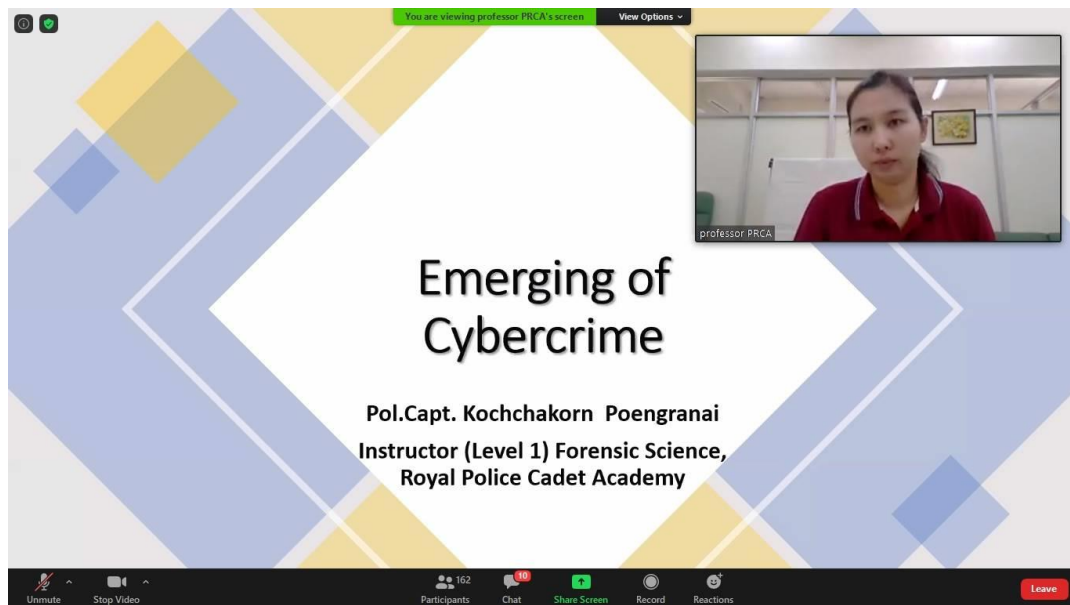 You are viewing professor PRCA's screen View Options
professor PRCA
Emerging of
Cybercrime
Pol.Capt. Kochchakorn Poengranai
Instructor (Level 1) Forensic Science,
Royal Police Cadet Academy
162
10
Unmute Stop Video Participants Chat Share Screen Record Reactions Leave